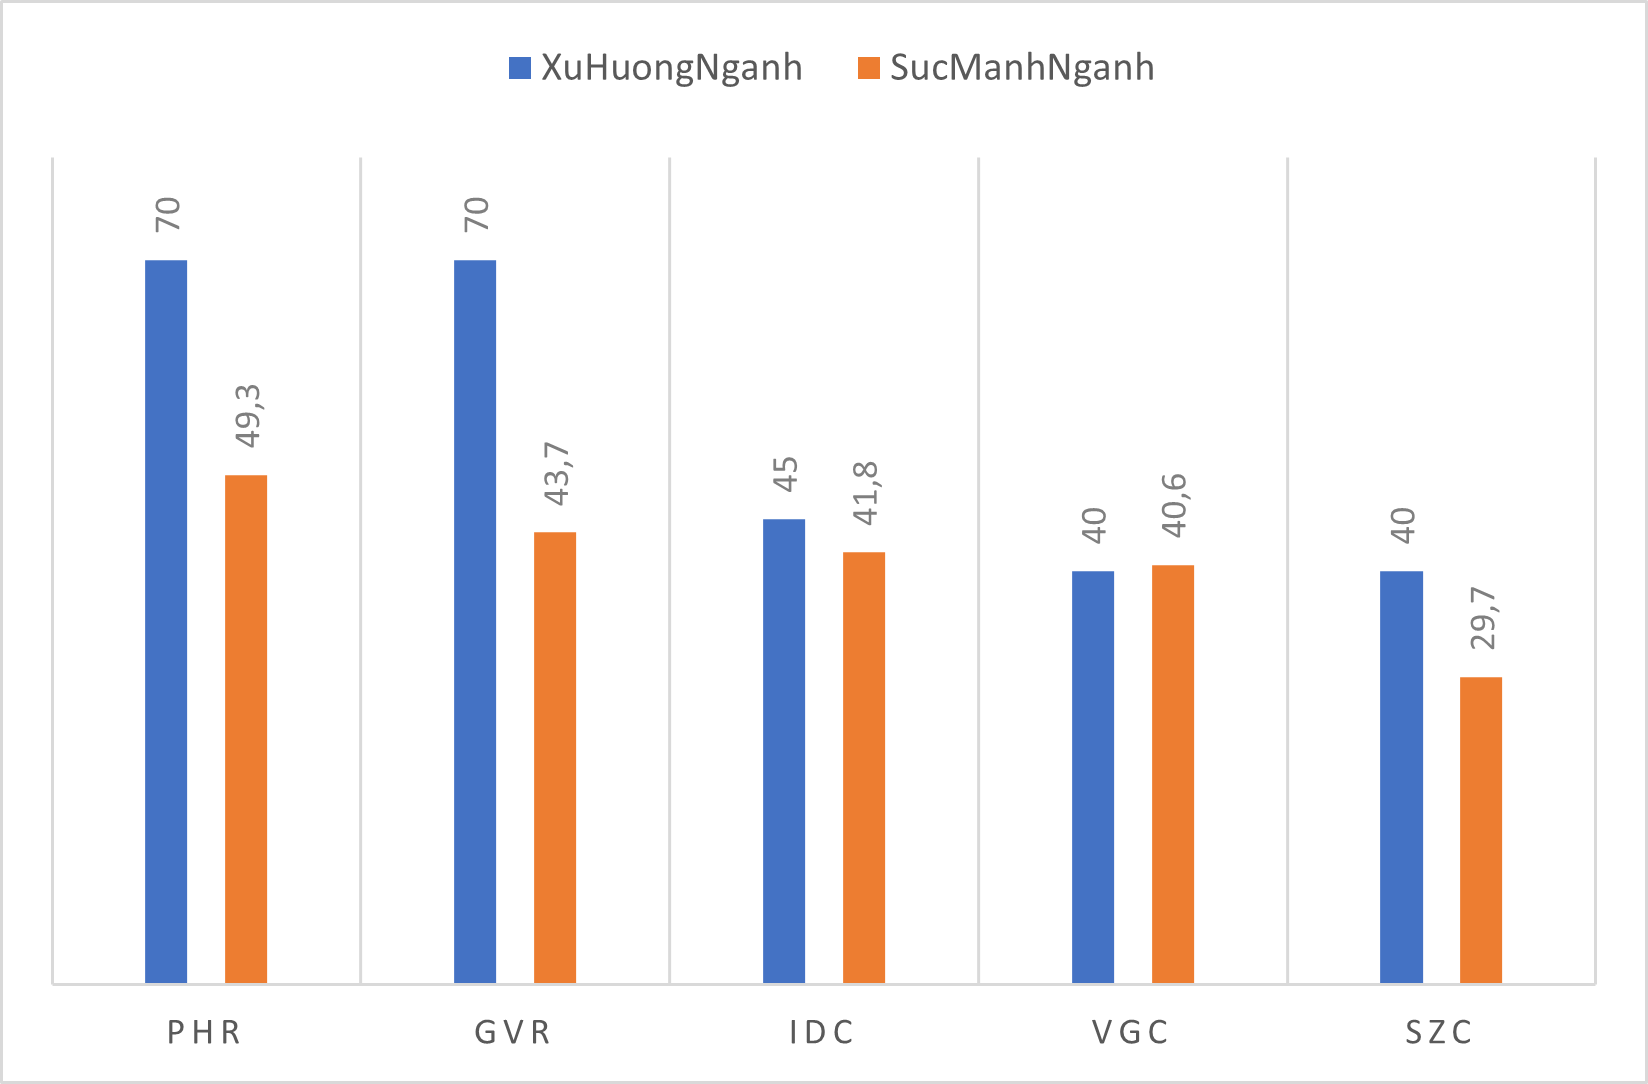 XuHuongNganh SucManhNganh
70 49,3 70 43,7 45 41,8 40 40,6 40 29,7
PHR GVR IDC VGC SZC